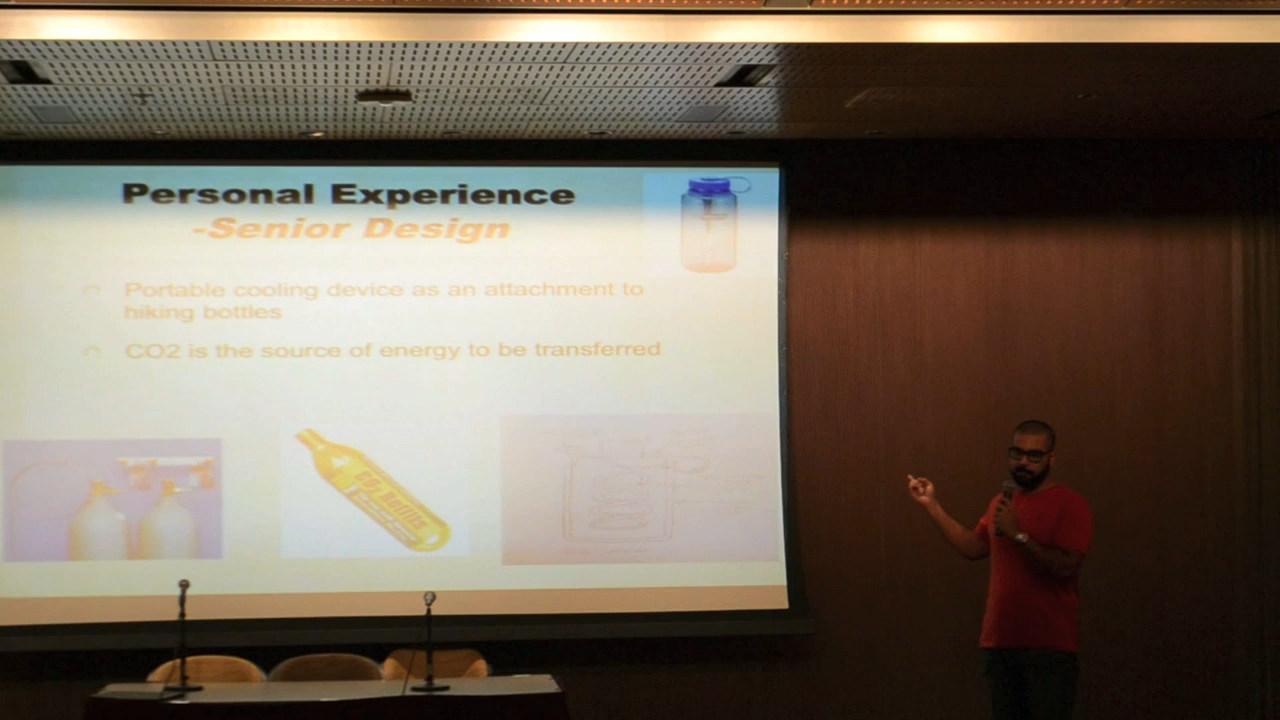 Personal Experience
-Senior Design
Portable cooling device as an attachment to
hiking bottles
CO2 is the source of energy to be transferred
CO2 Refills